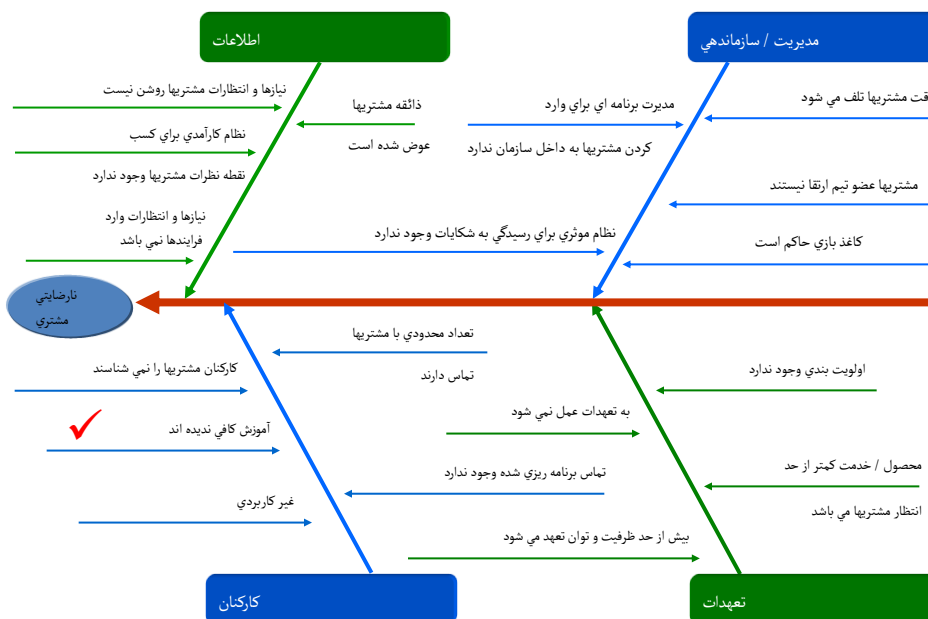 مديريت / سازماندهي
اطلاعات
قت مشتريها تلف مي شود
مديرت برنامه اي براي وارد
كردن مشتريها به داخل سازمان ندارد
مشتريها عضو تيم ارتقا نيستند
نظام موثري براي رسيدگي به شكايات وجود ندارد
كاغذ بازي حاكم است
نيازها و انتظارات مشتريها روشن نيست
ذائقه مشتريها
عوض شده است
نظام كارآمدي براي كسب
نقطه نظرات مشتريها وجود ندارد
نيازها و انتظارات وارد
فرايندها نمي باشد
نارضايتي
مشتري
تعداد محدودي با مشتريها
تماس دارند
كاركنان مشتريها را نمي شناسند
آموزش كافي نديده اند
تماس برنامه ريزي شده وجود ندارد
غير كاربردي
اولويت بندي وجود ندارد
به تعهدات عمل نمي شود
محصول / خدمت كمتر از حد
انتظار مشتريها مي باشد
بيش از حد ظرفيت و توان تعهد مي شود
كاركنان
تعهدات